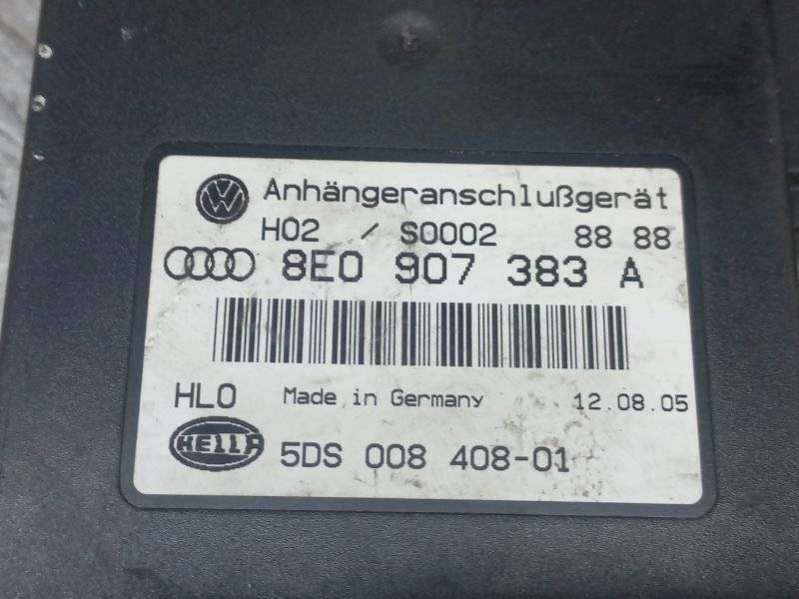 Anhängeranschlußgerät
H02 / S0002 88 88
8E0 907 383 A
HLO Made in Germany 12.08.05
HELLA 5DS 008 408-01